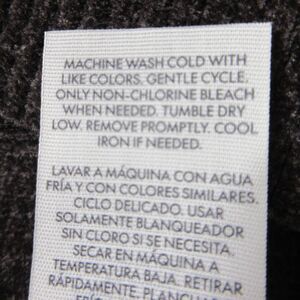 MACHINE WASH COLD WITH
LIKE COLORS. GENTLE CYCLE.
ONLY NON-CHLORINE BLEACH
WHEN NEEDED. TUMBLE DRY
LOW. REMOVE PROMPTLY. COOL
IRON IF NEEDED.
LAVAR A MÁQUINA CON AGUA
FRÍA Y CON COLORES SIMILARES.
CICLO DELICADO. USAR
SOLAMENTE BLANQUEADOR
SIN CLORO SI SE NECESITA.
SECAR EN MÁQUINA A
TEMPERATURA BAJA. RETIRAR
RÁPIDAMENTE.